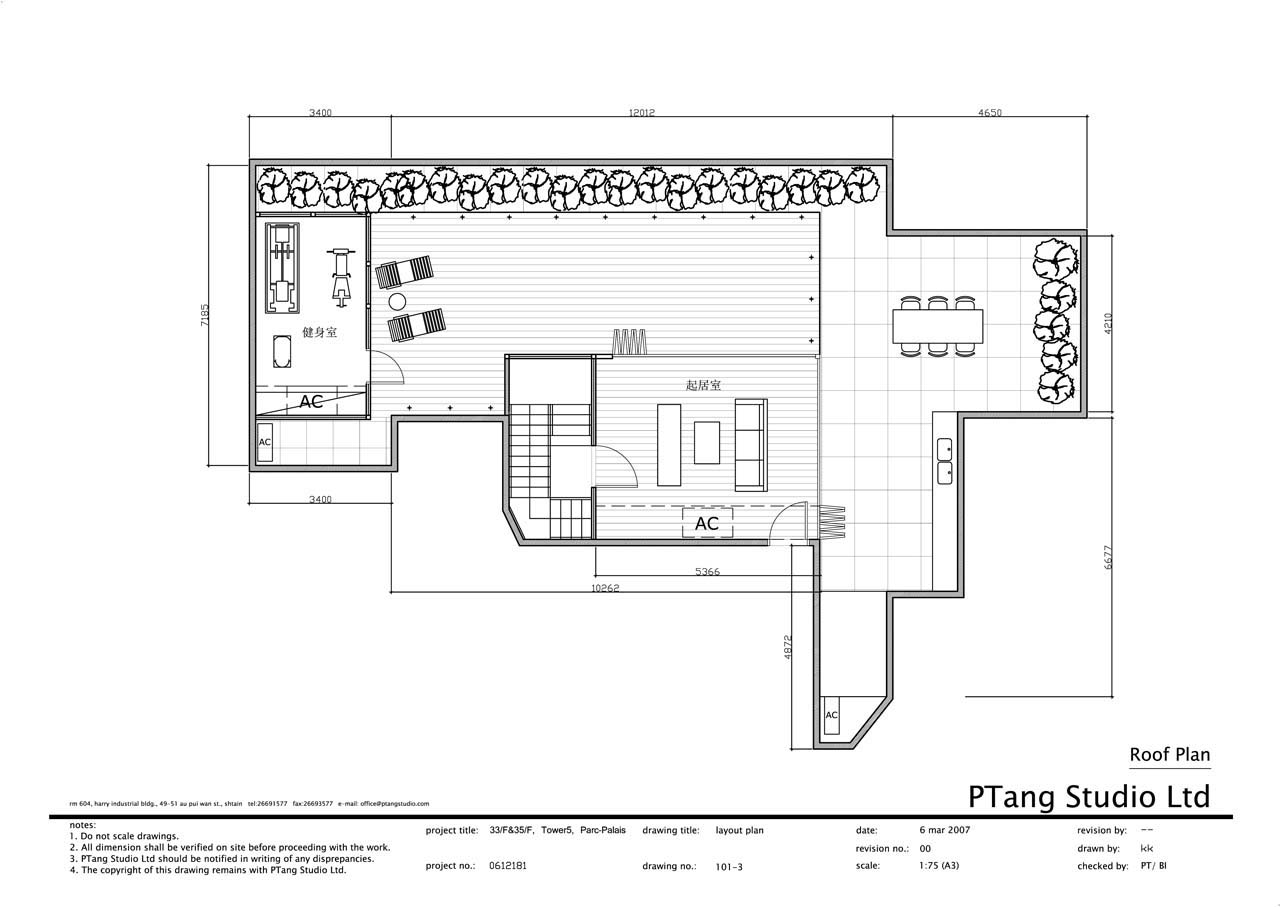 3400
12012
4650
7185
4210
健身室
起居室
AC
AC
AC
3400
5366
10262
6677
4872
AC
Roof Plan
PTang Studio Ltd
rm 604, harry industrial bldg., 49-51 au pui wan st., shtain tel:26691577 fax:26693577 e-mail: office@ptangstudio.com
notes:
1. Do not scale drawings.
2. All dimension shall be verified on site before proceeding with the work.
3. PTang Studio Ltd should be notified in writing of any disprepancies.
4. The copyright of this drawing remains with PTang Studio Ltd.
project title: 33/F&35/F, Tower5, Parc-Palais
project no.: 0612181
drawing title: layout plan
drawing no.: 101-3
date: 6 mar 2007
revision no.: 00
scale: 1:75 (A3)
revision by: --
drawn by: kk
checked by: PT/ BI